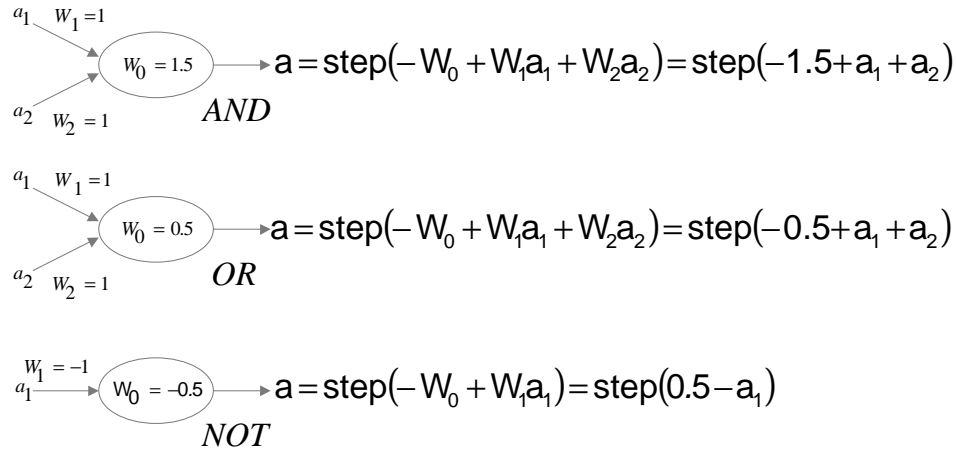 a₁ W₁ = 1
W₀ = 1.5 a = step(−W₀ + W₁a₁ + W₂a₂) = step(−1.5+a₁ + a₂)
a₂ W₂ = 1 AND
a₁ W₁ = 1
W₀ = 0.5 a = step(−W₀ + W₁a₁ + W₂a₂) = step(−0.5+a₁ + a₂)
a₂ W₂ = 1 OR
W₁ = −1
a₁ W₀ = −0.5 a = step(−W₀ + W₁a₁) = step(0.5−a₁)
NOT